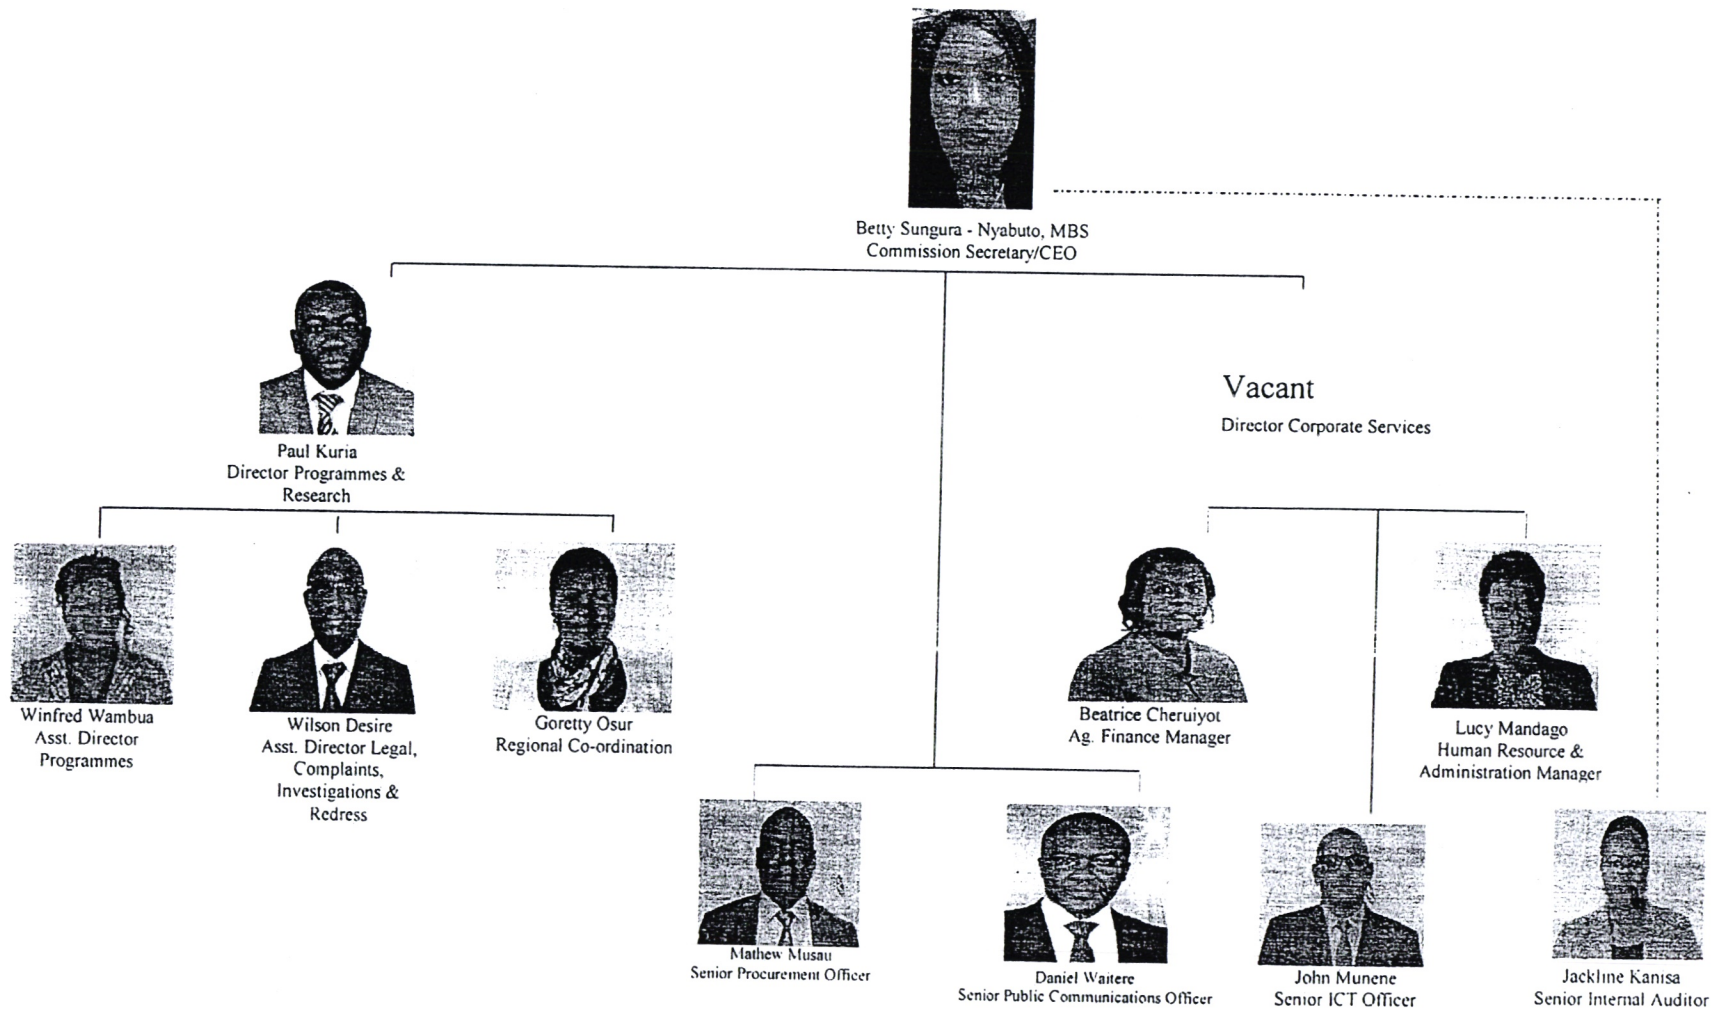 Betty Sungura - Nyabuto, MBS
Commission Secretary/CEO
Paul Kuria
Director Programmes &
Research
Vacant
Director Corporate Services
Winfred Wambua
Asst. Director
Programmes
Wilson Desire
Asst. Director Legal,
Complaints,
Investigations &
Redress
Goretty Osur
Regional Co-ordination
Beatrice Cheruiyot
Ag. Finance Manager
Lucy Mandago
Human Resource &
Administration Manager
Mathew Musau
Senior Procurement Officer
Daniel Waitere
Senior Public Communications Officer
John Munene
Senior ICT Officer
Jackline Kanisa
Senior Internal Auditor